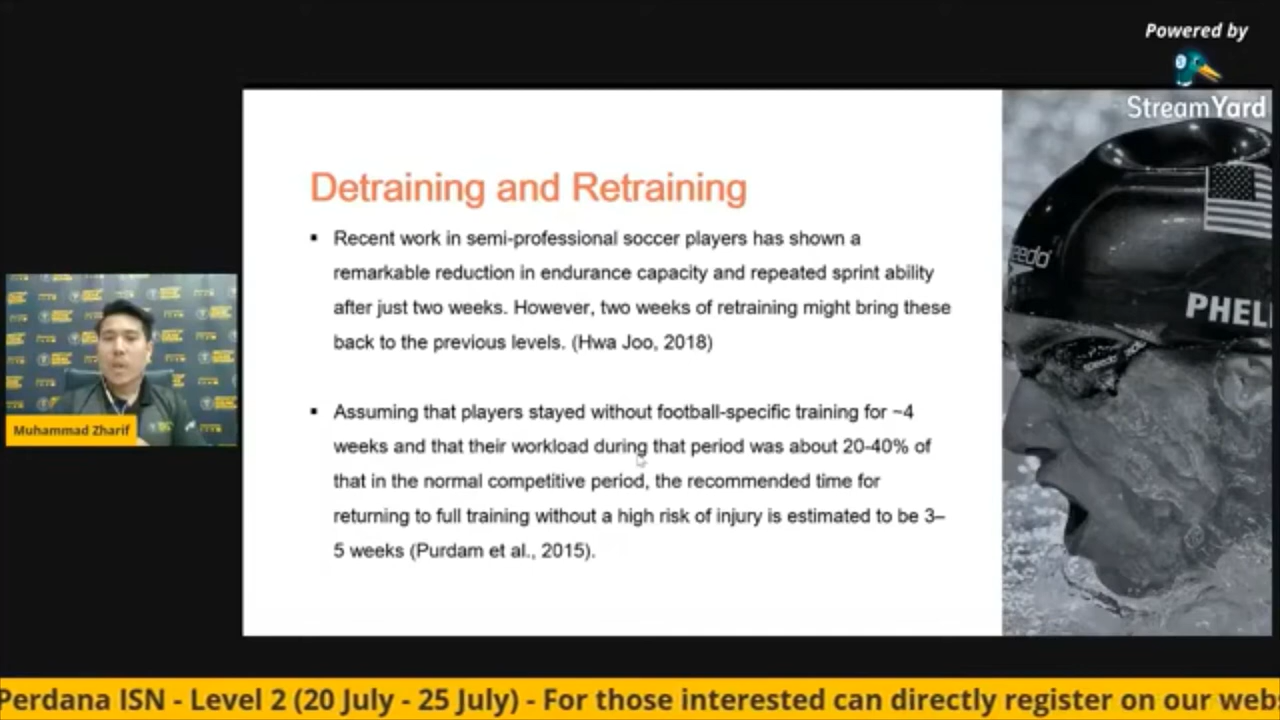 Powered by
StreamYard
Detraining and Retraining
▪ Recent work in semi-professional soccer players has shown a
remarkable reduction in endurance capacity and repeated sprint ability
after just two weeks. However, two weeks of retraining might bring these
back to the previous levels. (Hwa Joo, 2018)
▪ Assuming that players stayed without football-specific training for ~4
weeks and that their workload during that period was about 20-40% of
that in the normal competitive period, the recommended time for
returning to full training without a high risk of injury is estimated to be 3–
5 weeks (Purdam et al., 2015).
eedo
PHEL
speedo
Muhammad Zharif
Perdana ISN - Level 2 (20 July - 25 July) - For those interested can directly register on our web